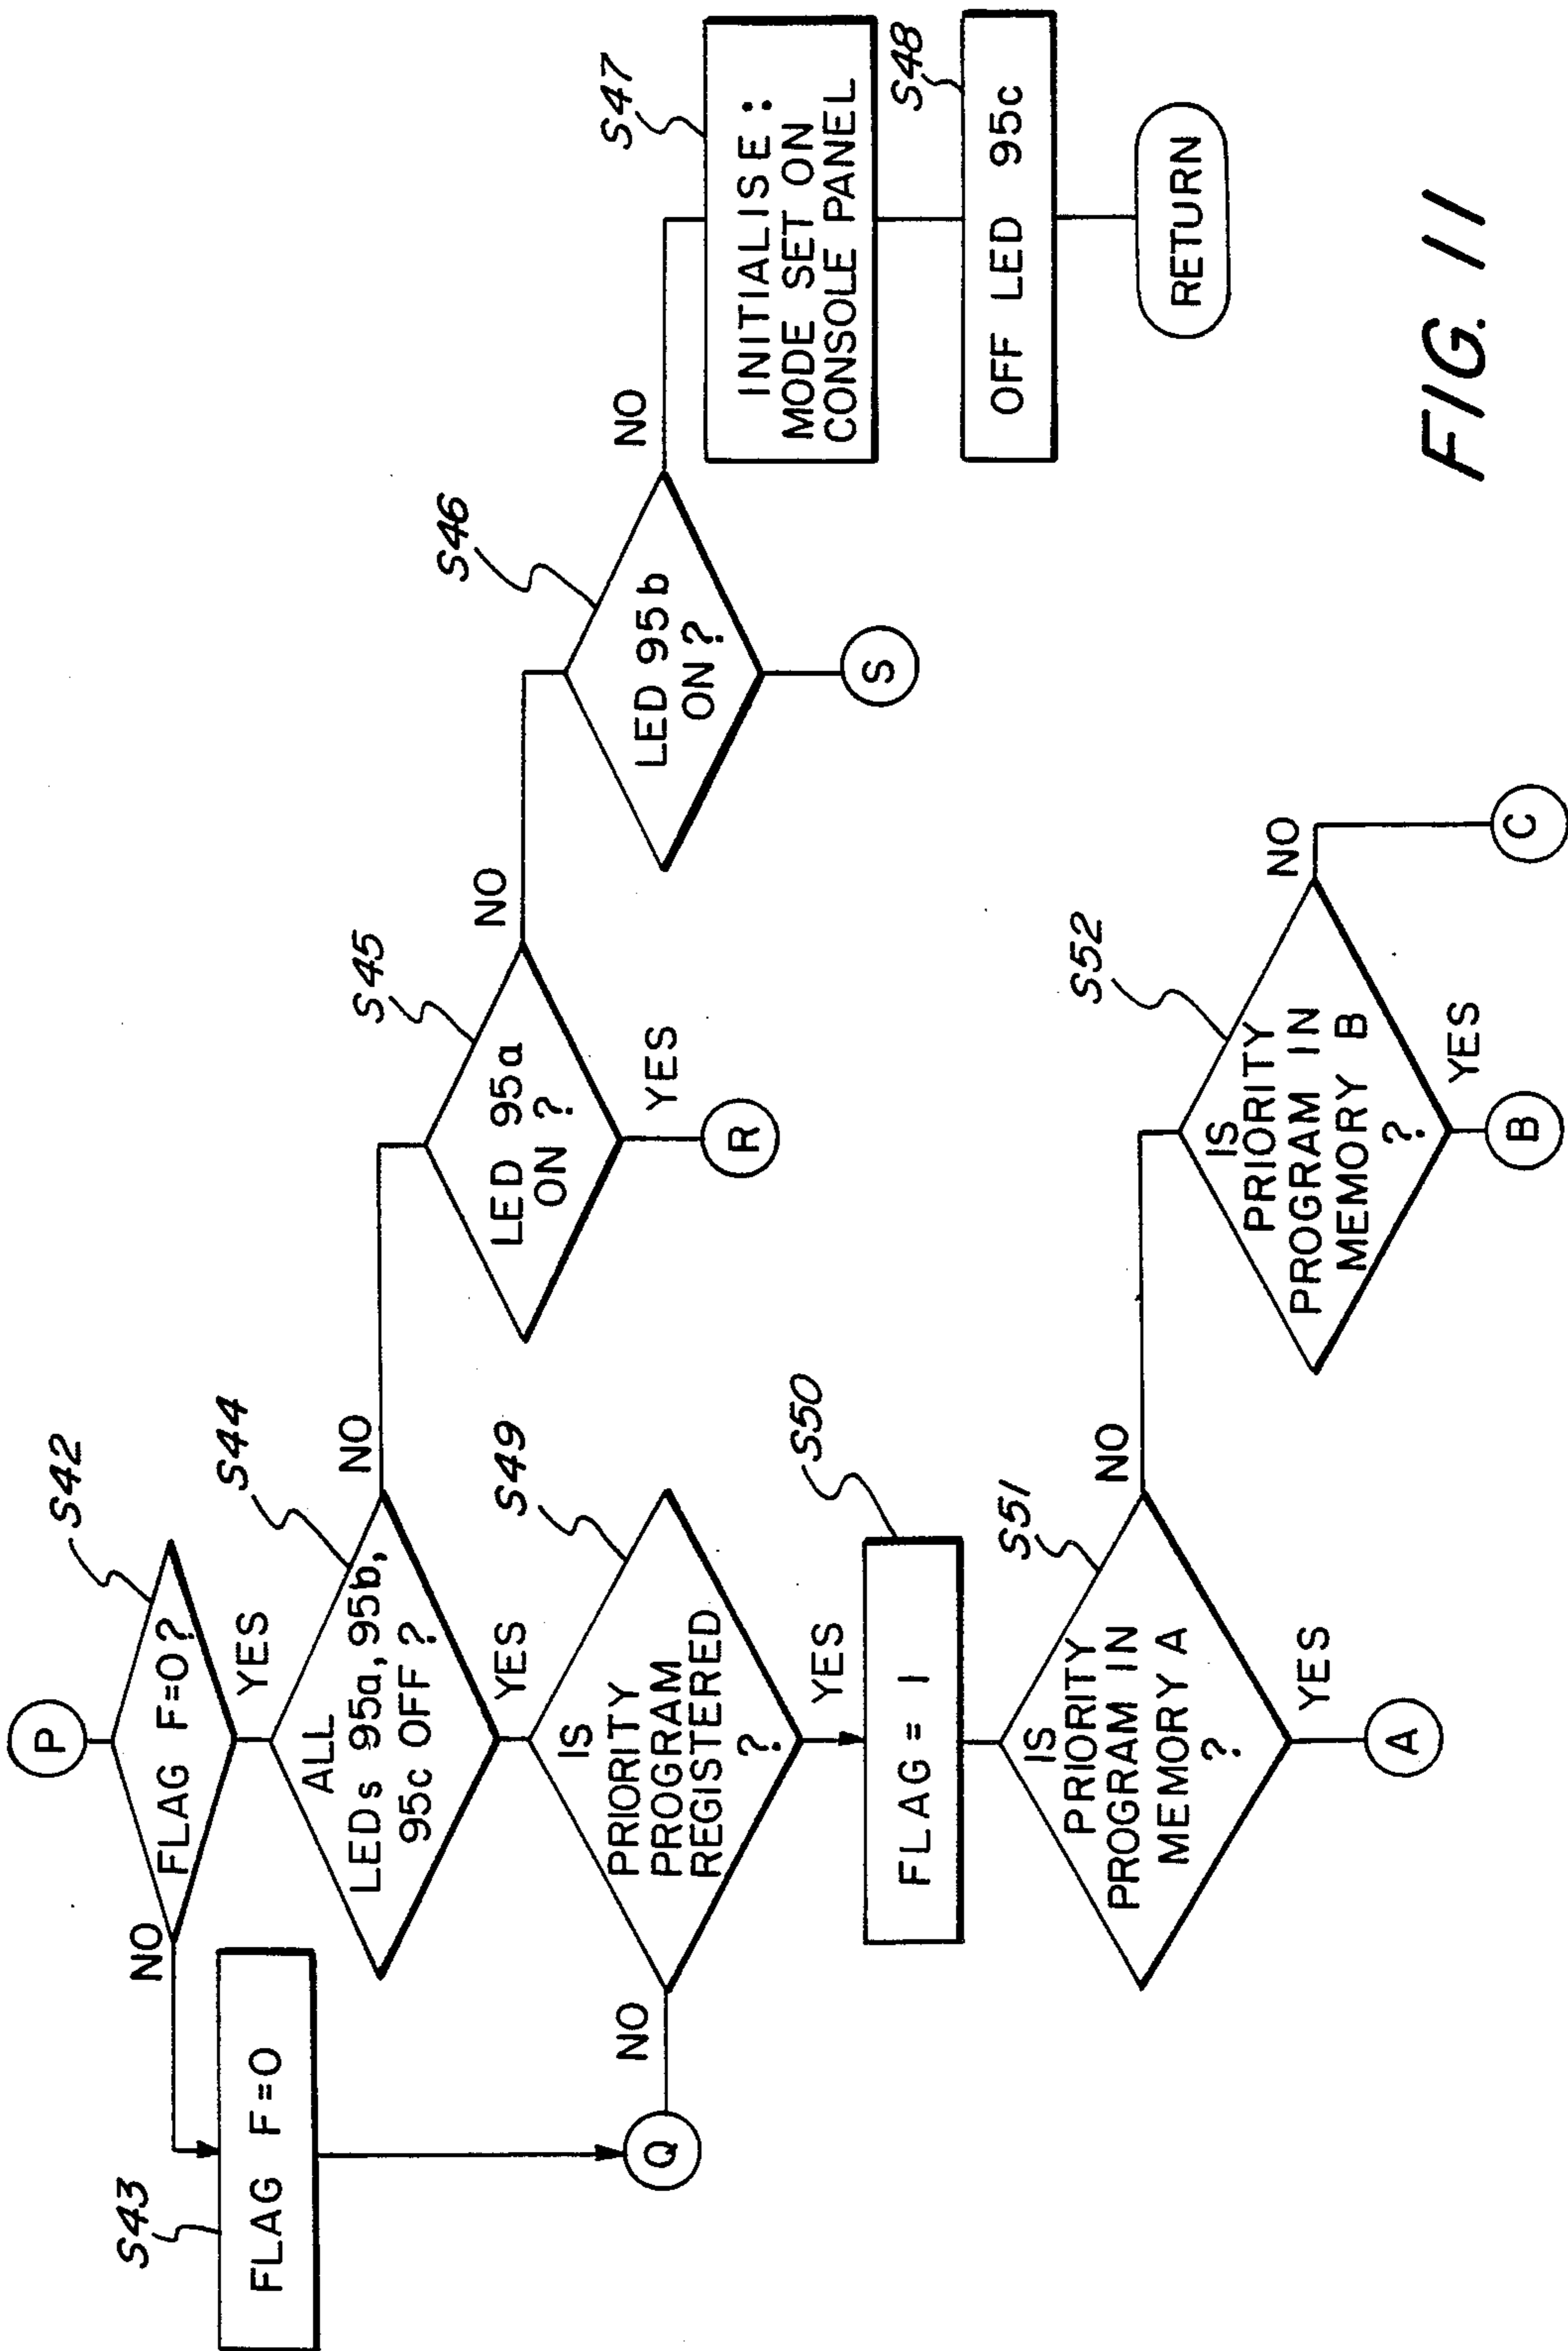 P
S42
FLAG F=0?
NO
YES
S43
FLAG F=0
S44
ALL
LEDs 95a, 95b,
95c OFF ?
NO
YES
S45
LED 95a
ON ?
NO
YES
R
S46
LED 95b
ON ?
NO
S
S47
INITIALISE :
MODE SET ON
CONSOLE PANEL
S48
OFF LED 95c
RETURN
S49
IS
PRIORITY
PROGRAM
REGISTERED
?
NO
YES
Q
S50
FLAG = 1
S51
IS
PRIORITY
PROGRAM IN
MEMORY A
?
NO
YES
A
S52
IS
PRIORITY
PROGRAM IN
MEMORY B
?
NO
YES
B
C
FIG. 11